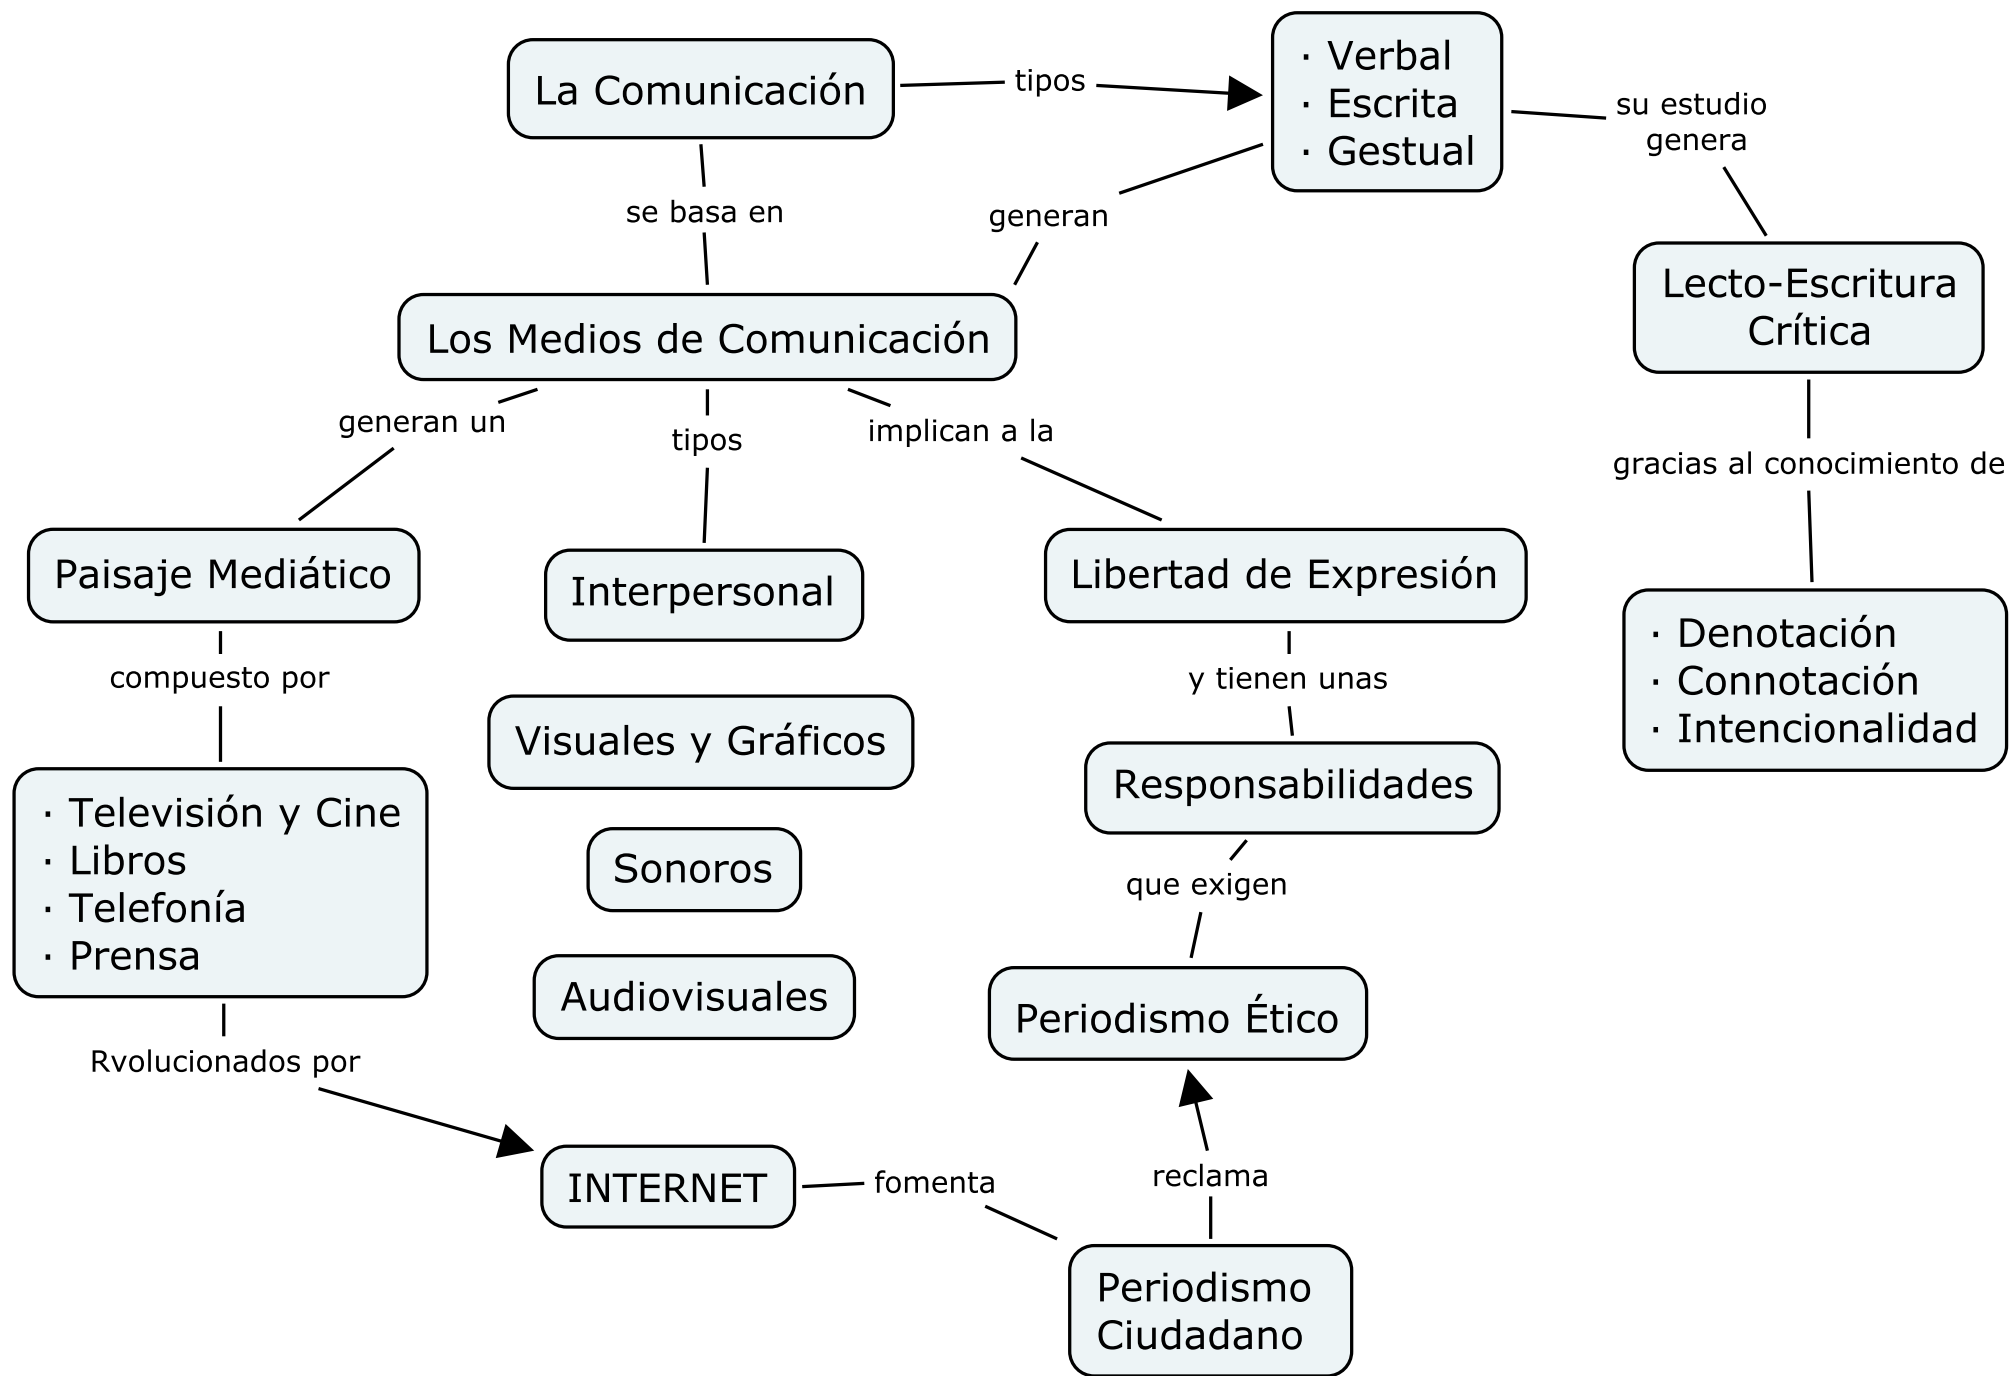 La Comunicación
tipos
· Verbal
· Escrita
· Gestual
su estudio
genera
se basa en
generan
Lecto-Escritura
Crítica
Los Medios de Comunicación
generan un
tipos
implican a la
gracias al conocimiento de
Paisaje Mediático
Interpersonal
Libertad de Expresión
· Denotación
· Connotación
· Intencionalidad
compuesto por
y tienen unas
Visuales y Gráficos
Responsabilidades
· Televisión y Cine
· Libros
· Telefonía
· Prensa
Sonoros
que exigen
Audiovisuales
Periodismo Ético
Rvolucionados por
INTERNET
fomenta
reclama
Periodismo
Ciudadano